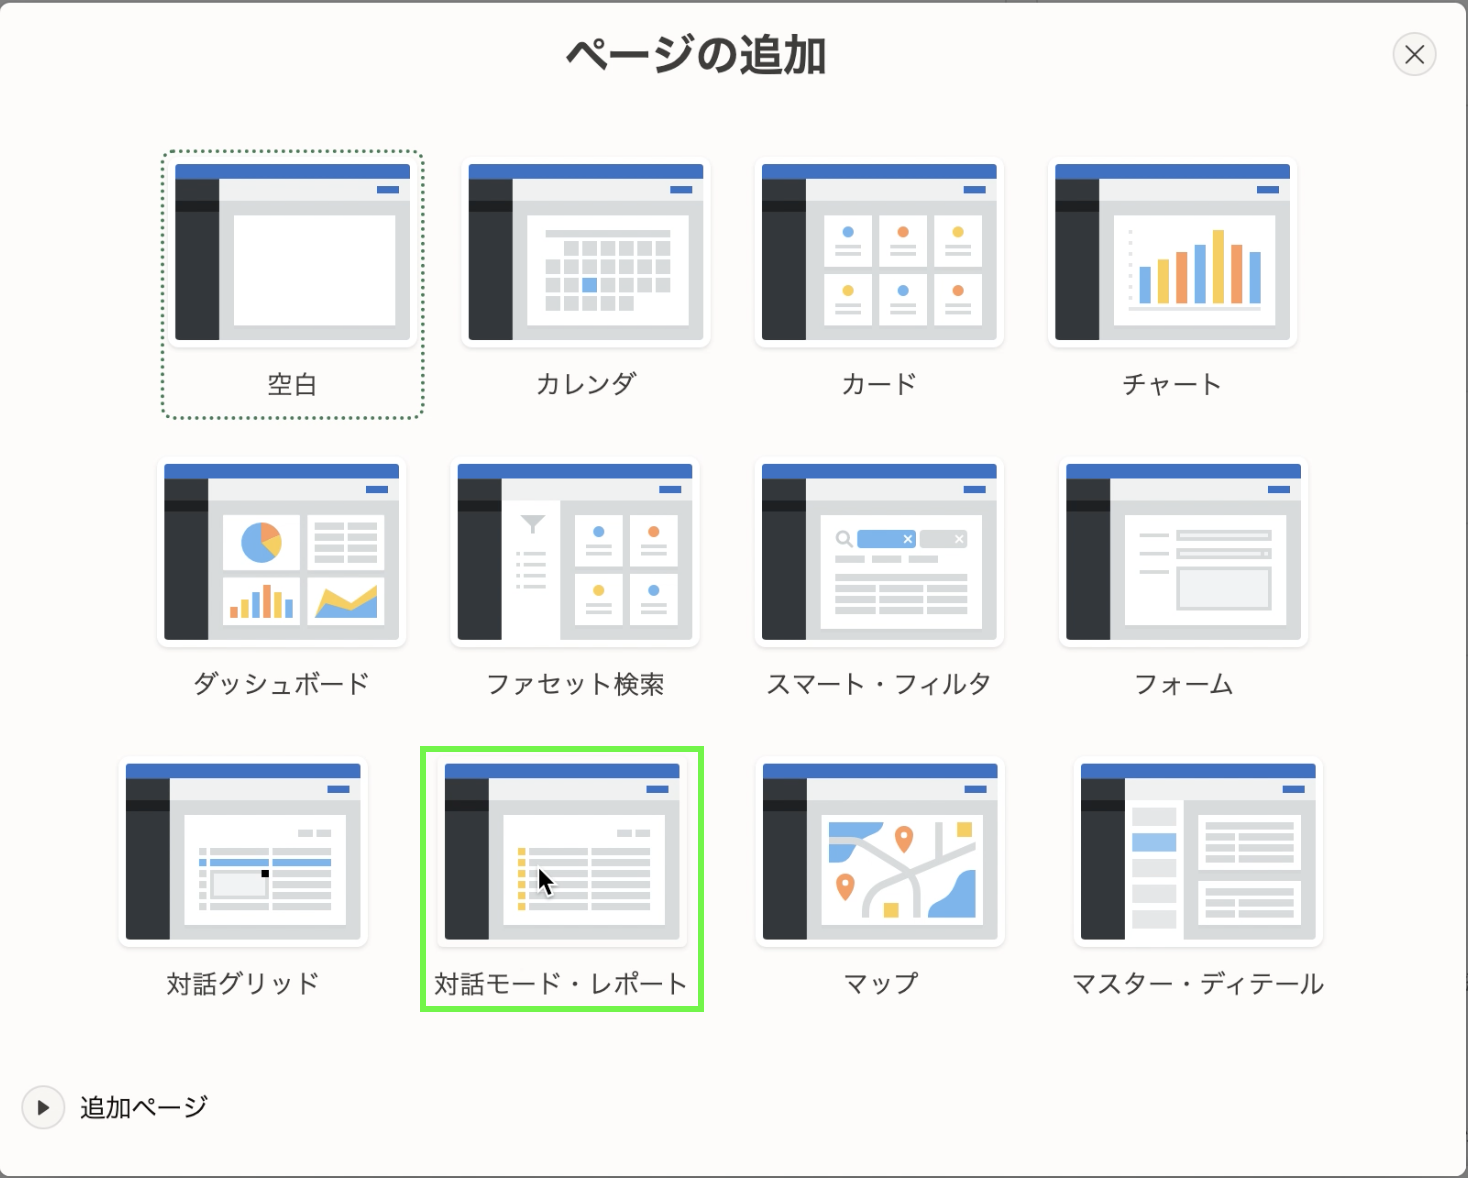 ページの追加
空白
カレンダ
カード
チャート
ダッシュボード
ファセット検索
スマート・フィルタ
フォーム
対話グリッド
対話モード・レポート
マップ
マスター・ディテール
追加ページ